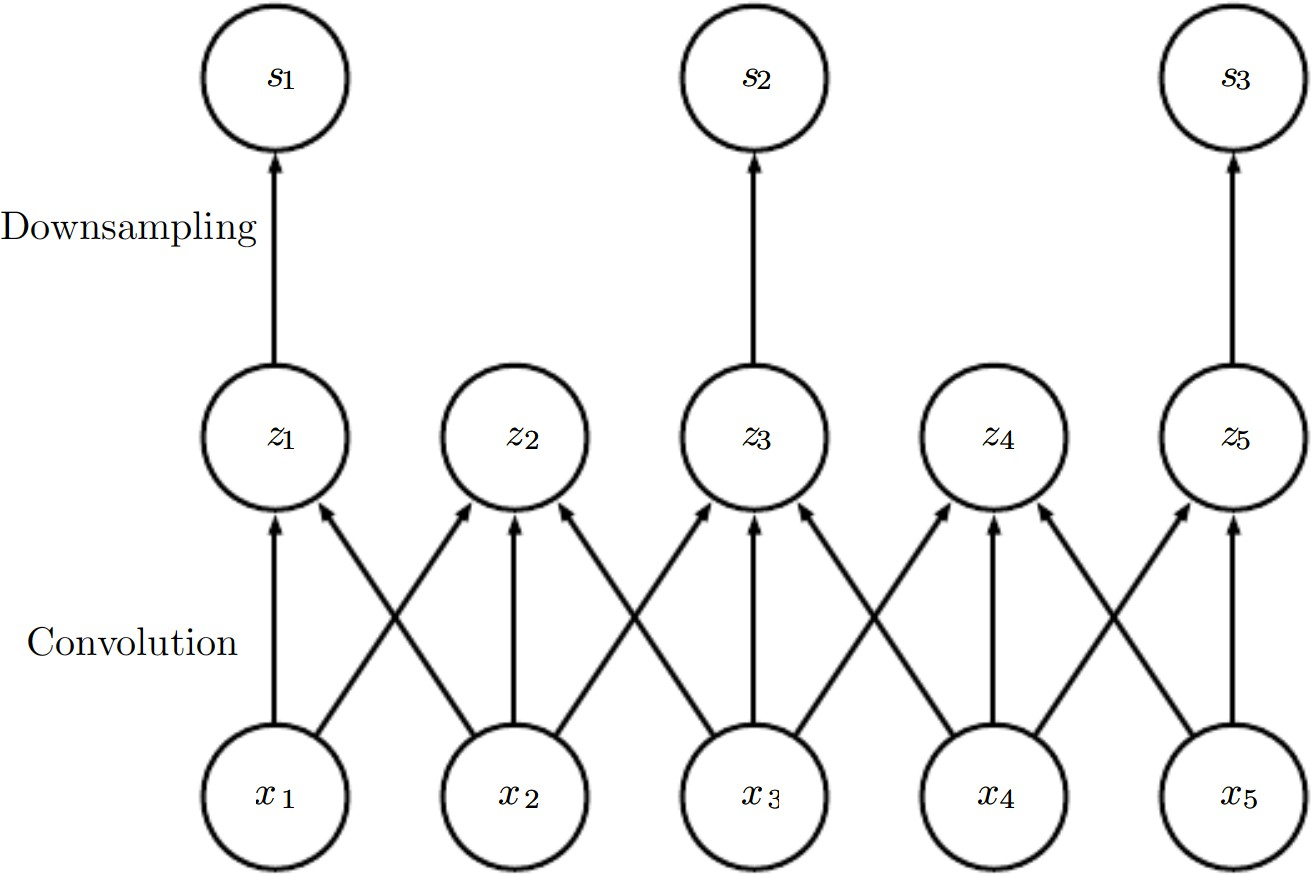 s1 s2 s3
Downsampling
z1 z2 z3 z4 z5
Convolution
x1 x2 x3 x4 x5